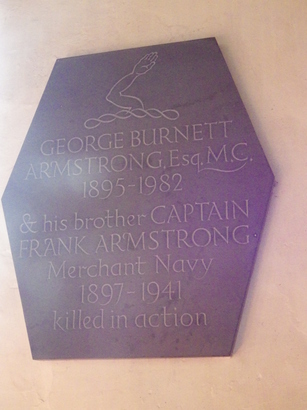 GEORGE BURNETT
ARMSTRONG, Esq. M.C.
1895-1982
& his brother CAPTAIN
FRANK ARMSTRONG
Merchant Navy
1897-1941
killed in action